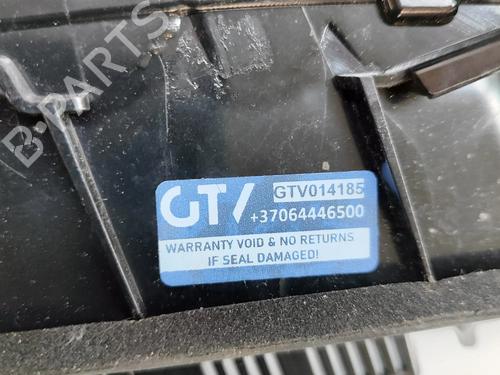 B-PARTS
GTV
GTV014185
+37064446500
WARRANTY VOID & NO RETURNS
IF SEAL DAMAGED!